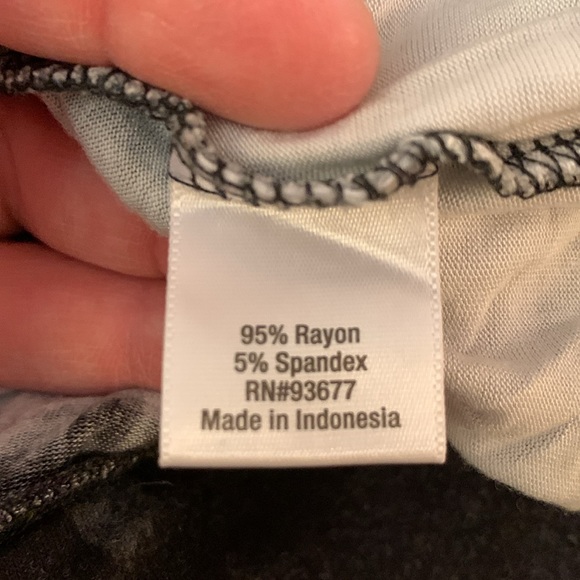 95% Rayon
5% Spandex
RN#93677
Made in Indonesia